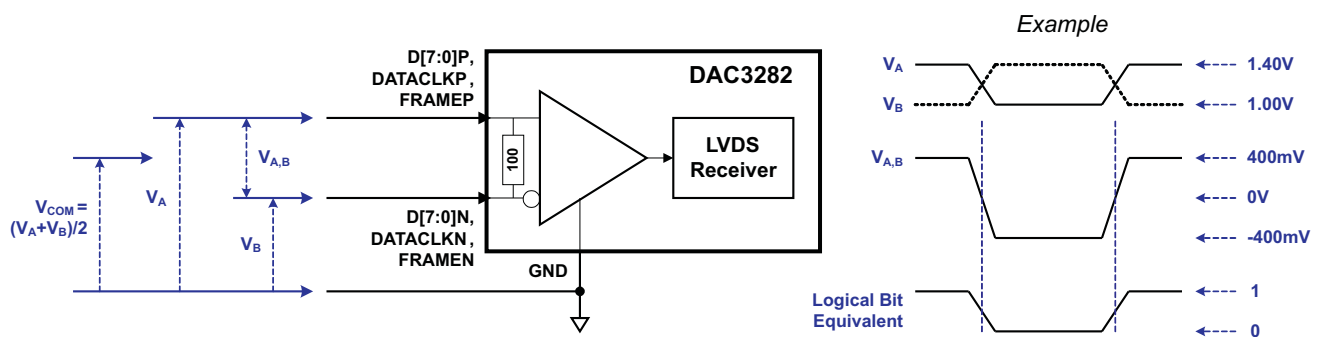 Example
D[7:0]P,
DATACLKP,
FRAMEP
DAC3282
100
LVDS
Receiver
D[7:0]N,
DATACLKN,
FRAMEN
GND
VA,B
VA
VB
VCOM =
(VA+VB)/2
VA
1.40V
VB
1.00V
VA,B
400mV
0V
-400mV
Logical Bit
Equivalent
1
0